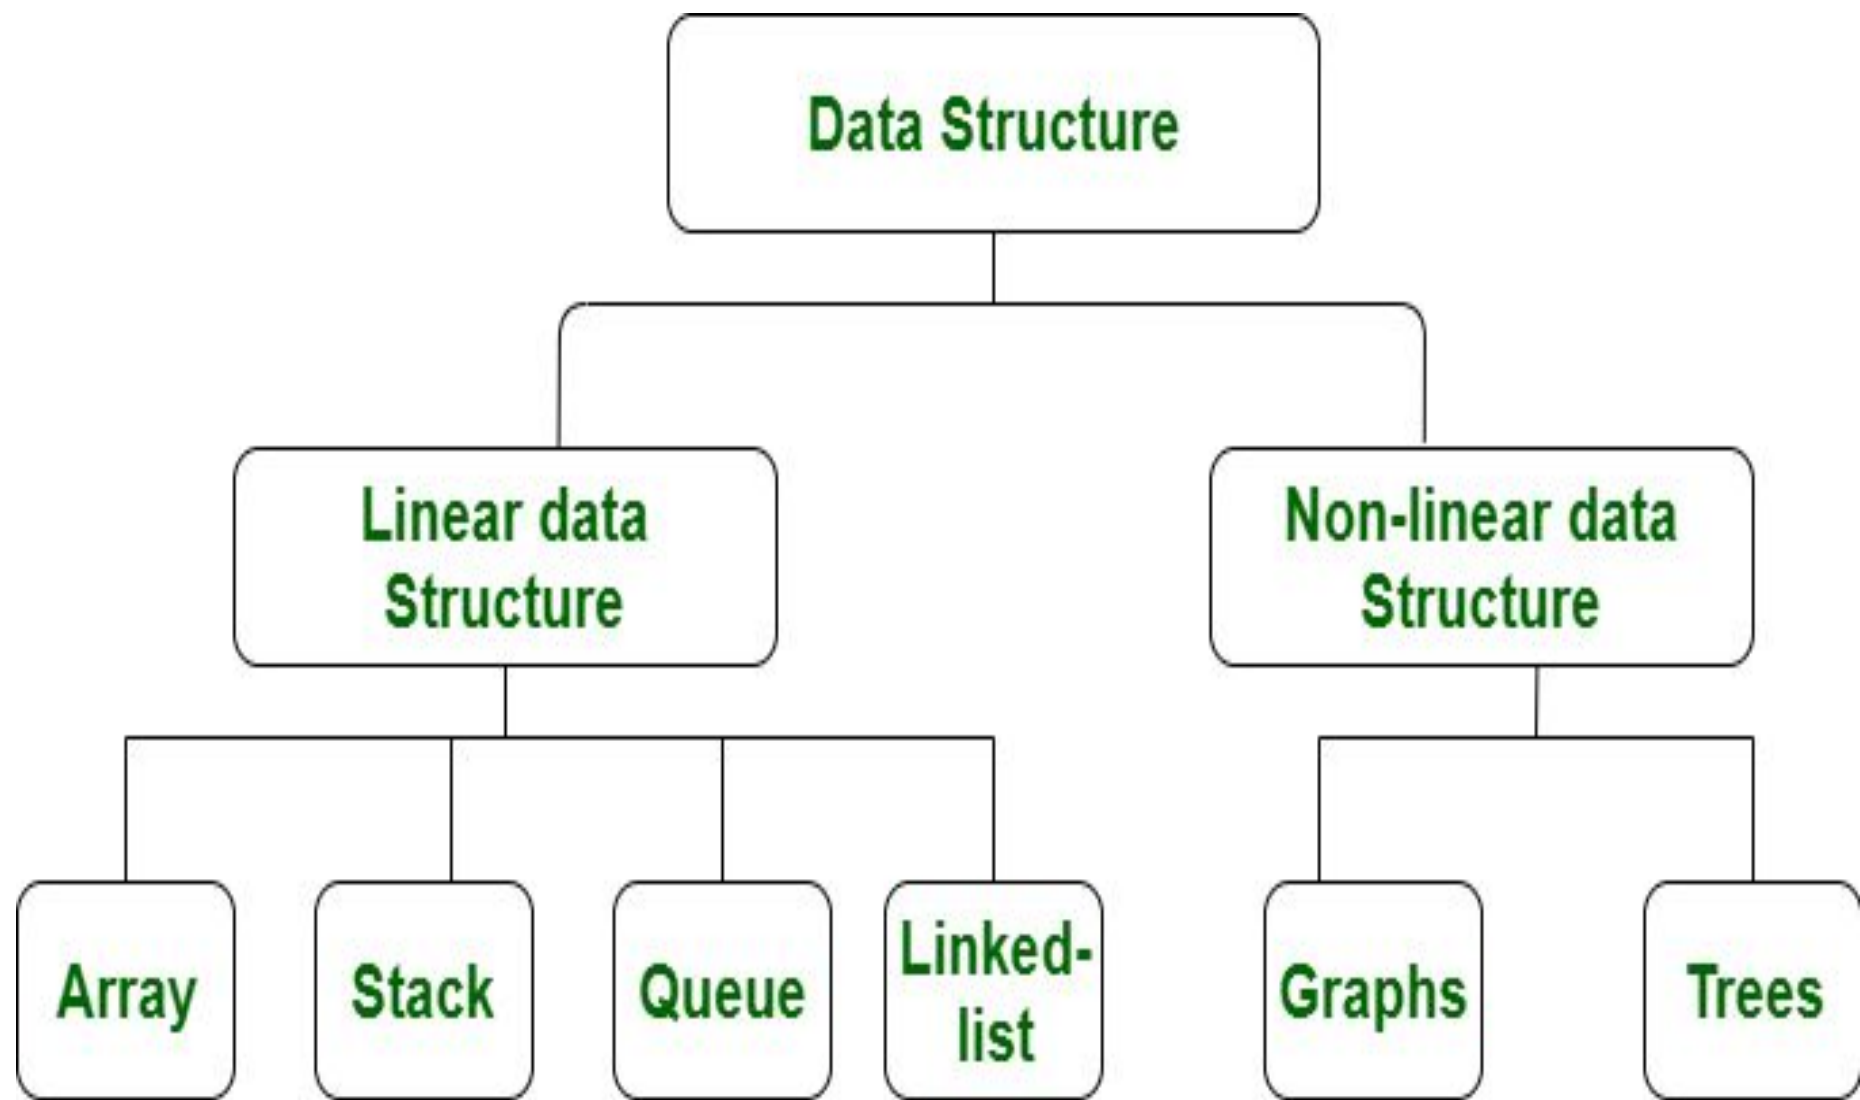 Data Structure
Linear data
Structure
Non-linear data
Structure
Array
Stack
Queue
Linked-
list
Graphs
Trees